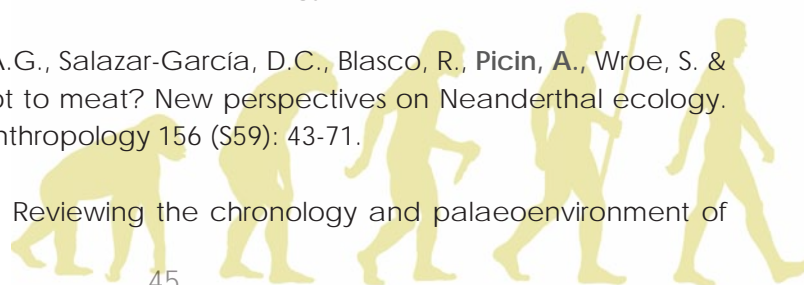 A.G., Salazar-García, D.C., Blasco, R., Picin, A., Wroe, S. &
ot to meat? New perspectives on Neanderthal ecology.
nthropology 156 (S59): 43-71.
Reviewing the chronology and palaeoenvironment of
45